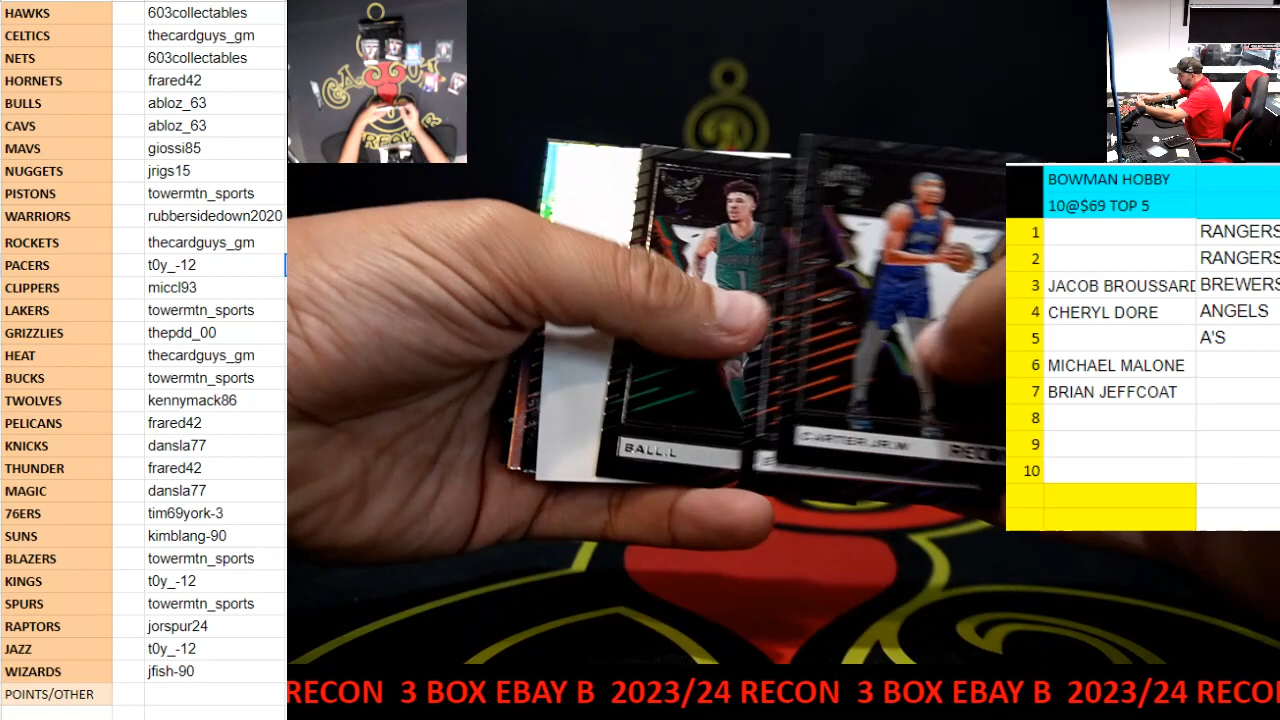 HAWKS 603collectables
CELTICS thecardguys_gm
NETS 603collectables
HORNETS frared42
BULLS abloz_63
CAVS abloz_63
MAVS giossi85
NUGGETS jrigs15
PISTONS towermtn_sports
WARRIORS rubbersidedown2020
ROCKETS thecardguys_gm
PACERS t0y_-12
CLIPPERS miccl93
LAKERS towermtn_sports
GRIZZLIES thepdd_00
HEAT thecardguys_gm
BUCKS towermtn_sports
TWOLVES kennymack86
PELICANS frared42
KNICKS dansla77
THUNDER frared42
MAGIC dansla77
76ERS tim69york-3
SUNS kimblang-90
BLAZERS towermtn_sports
KINGS t0y_-12
SPURS towermtn_sports
RAPTORS jorspur24
JAZZ t0y_-12
WIZARDS jfish-90
POINTS/OTHER
BALL.L
CARTER JR.W
RECON
BOWMAN HOBBY
10@$69 TOP 5
1 RANGERS
2 RANGERS
3 JACOB BROUSSARD BREWERS
4 CHERYL DORE ANGELS
5 A'S
6 MICHAEL MALONE
7 BRIAN JEFFCOAT
8
9
10
RECON 3 BOX EBAY B 2023/24 RECON 3 BOX EBAY B 2023/24 RECO